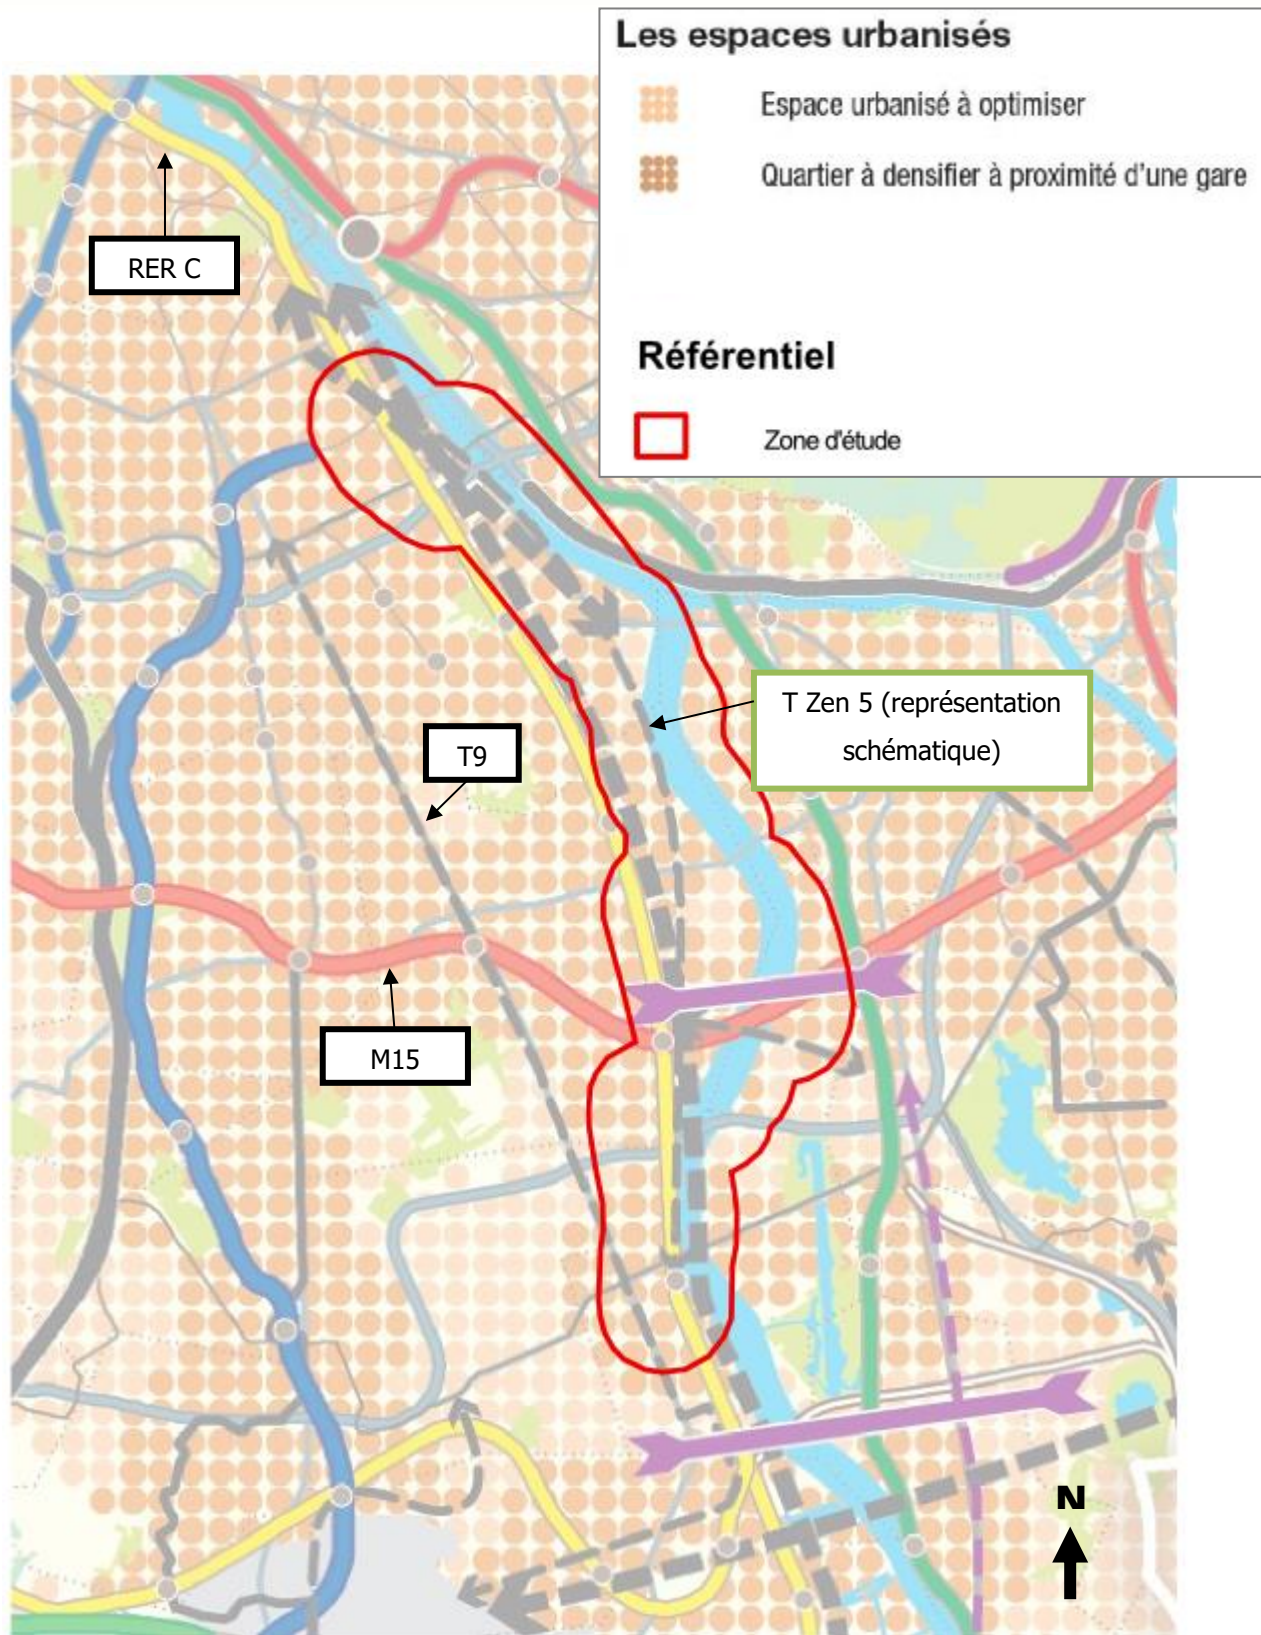 Les espaces urbanisés
Espace urbanisé à optimiser
Quartier à densifier à proximité d'une gare
Référentiel
Zone d'étude
RER C
T Zen 5 (représentation
schématique)
T9
M15
N